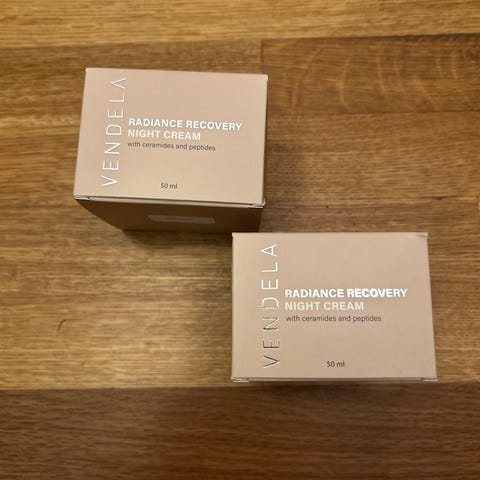 VENDELA
RADIANCE RECOVERY
NIGHT CREAM
with ceramides and peptides
50 ml
VENDELA
RADIANCE RECOVERY
NIGHT CREAM
with ceramides and peptides
50 ml